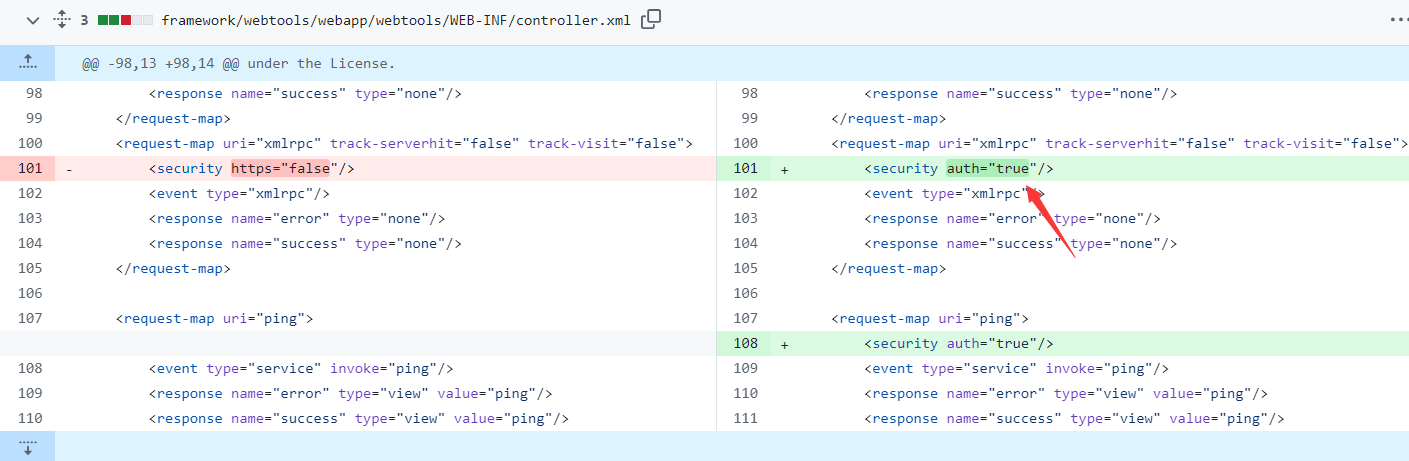 3 framework/webtools/webapp/webtools/WEB-INF/controller.xml
@@ -98,13 +98,14 @@ under the License.
98 <response name="success" type="none"/> 98 <response name="success" type="none"/>
99 </request-map> 99 </request-map>
100 <request-map uri="xmlrpc" track-serverhit="false" track-visit="false"> 100 <request-map uri="xmlrpc" track-serverhit="false" track-visit="false">
101 - <security https="false"/> 101 + <security auth="true"/>
102 <event type="xmlrpc"/> 102 <event type="xmlrpc"/>
103 <response name="error" type="none"/> 103 <response name="error" type="none"/>
104 <response name="success" type="none"/> 104 <response name="success" type="none"/>
105 </request-map> 105 </request-map>
106 106
107 <request-map uri="ping"> 107 <request-map uri="ping">
108 + <security auth="true"/>
108 <event type="service" invoke="ping"/> 109 <event type="service" invoke="ping"/>
109 <response name="error" type="view" value="ping"/> 110 <response name="error" type="view" value="ping"/>
110 <response name="success" type="view" value="ping"/> 111 <response name="success" type="view" value="ping"/>